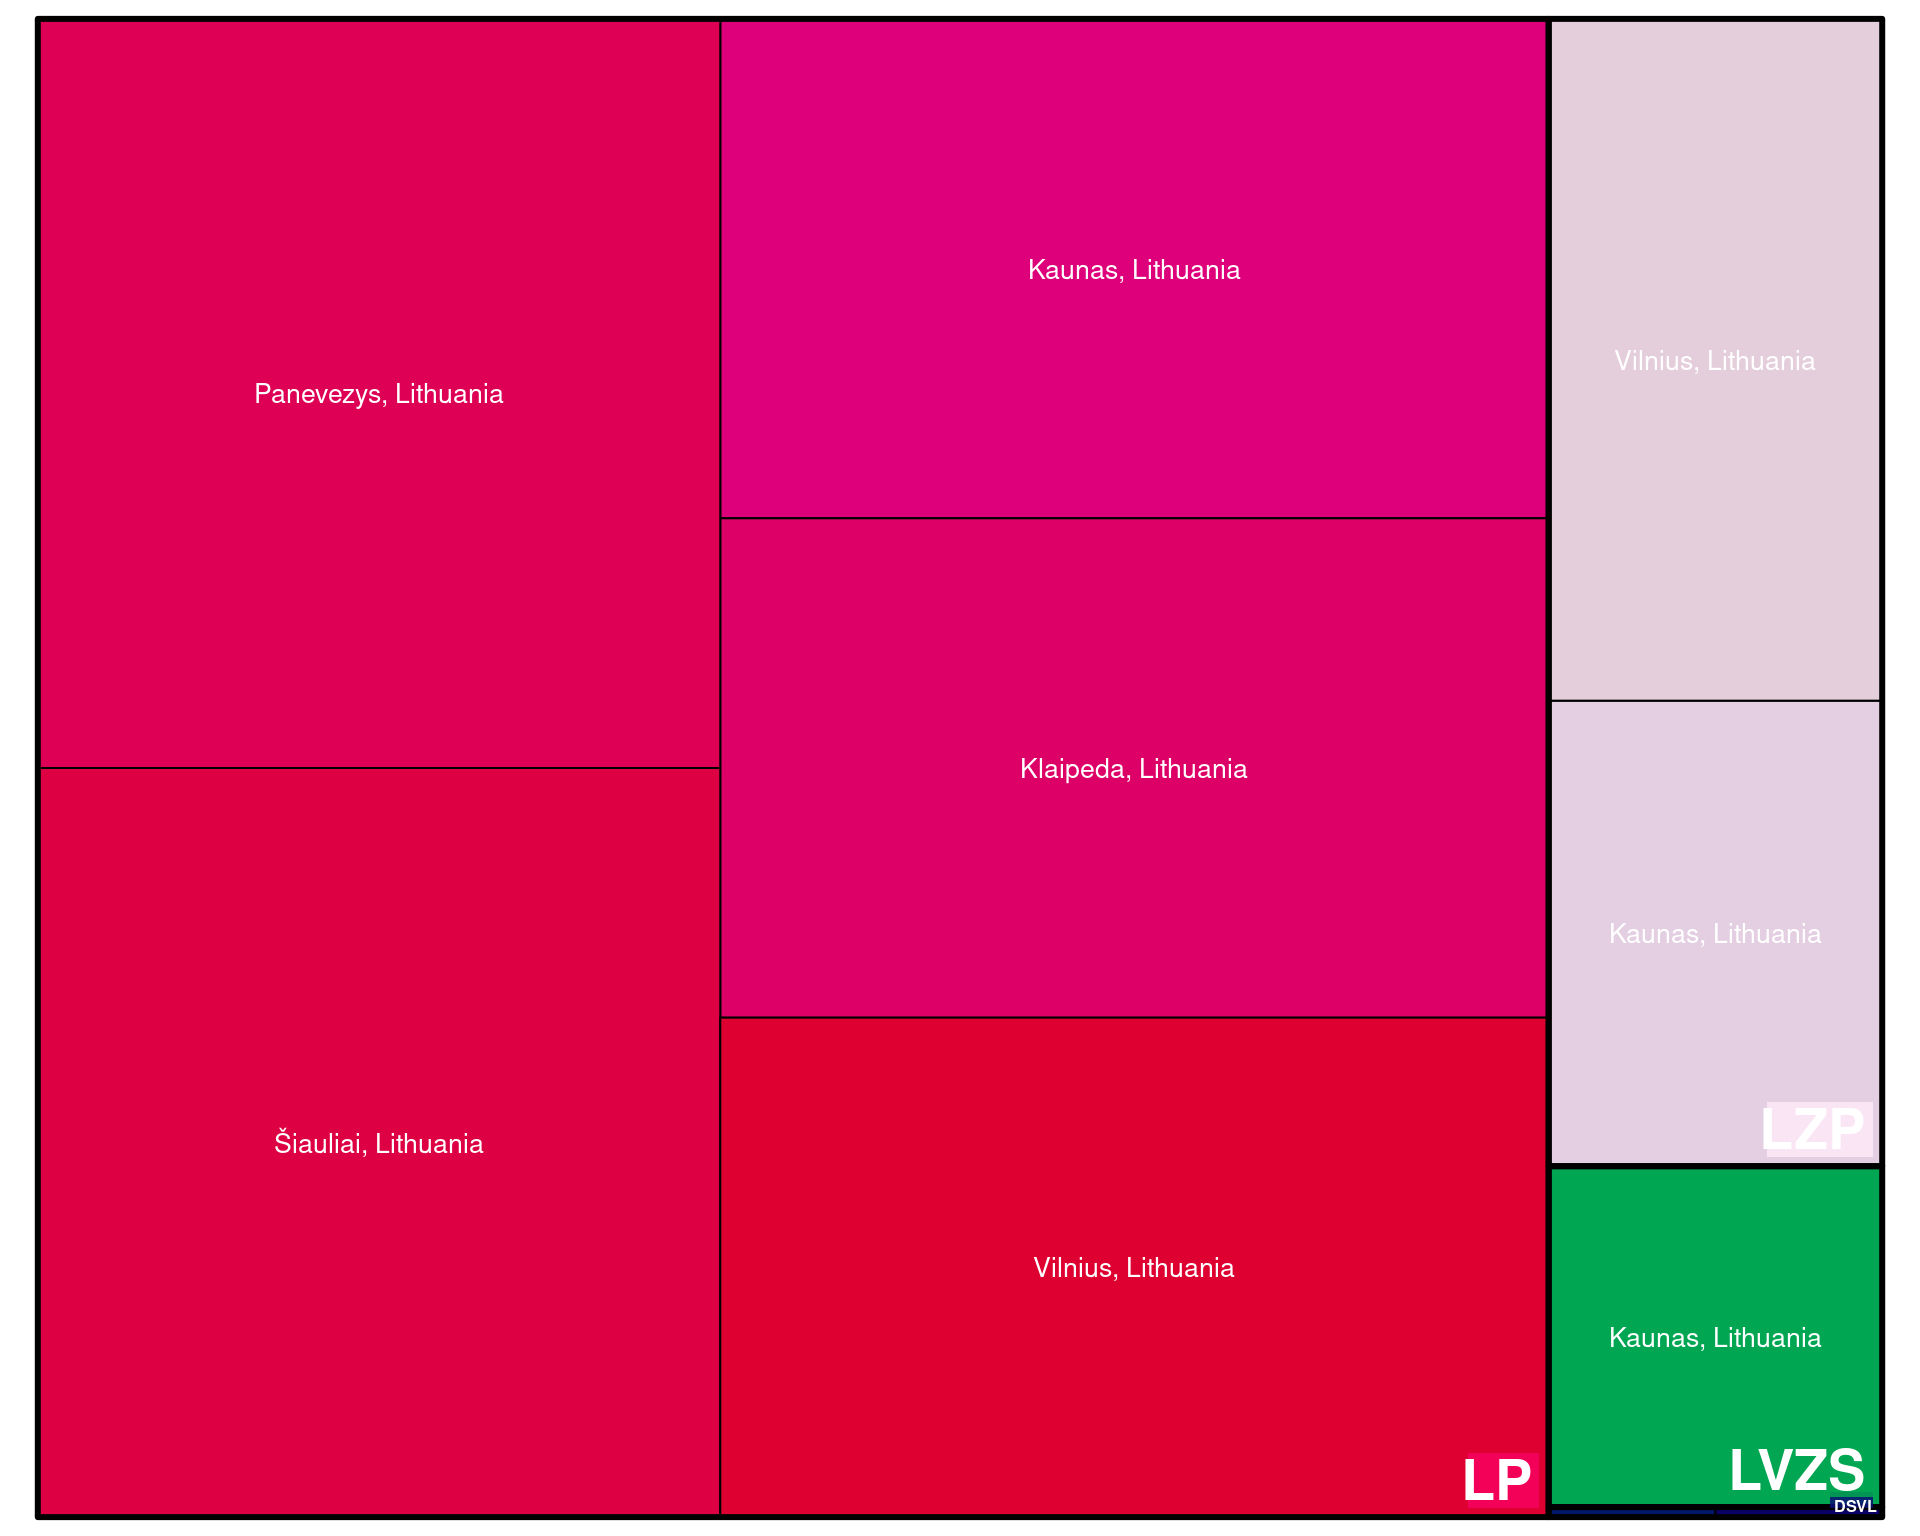 Panevezys, Lithuania
Šiauliai, Lithuania
Kaunas, Lithuania
Klaipeda, Lithuania
Vilnius, Lithuania
LP
Vilnius, Lithuania
Kaunas, Lithuania
LZP
Kaunas, Lithuania
LVZS
DSVL